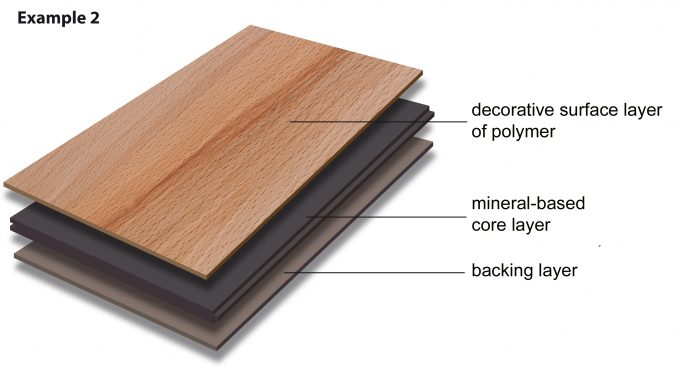 Example 2
decorative surface layer
of polymer
mineral-based
core layer
backing layer